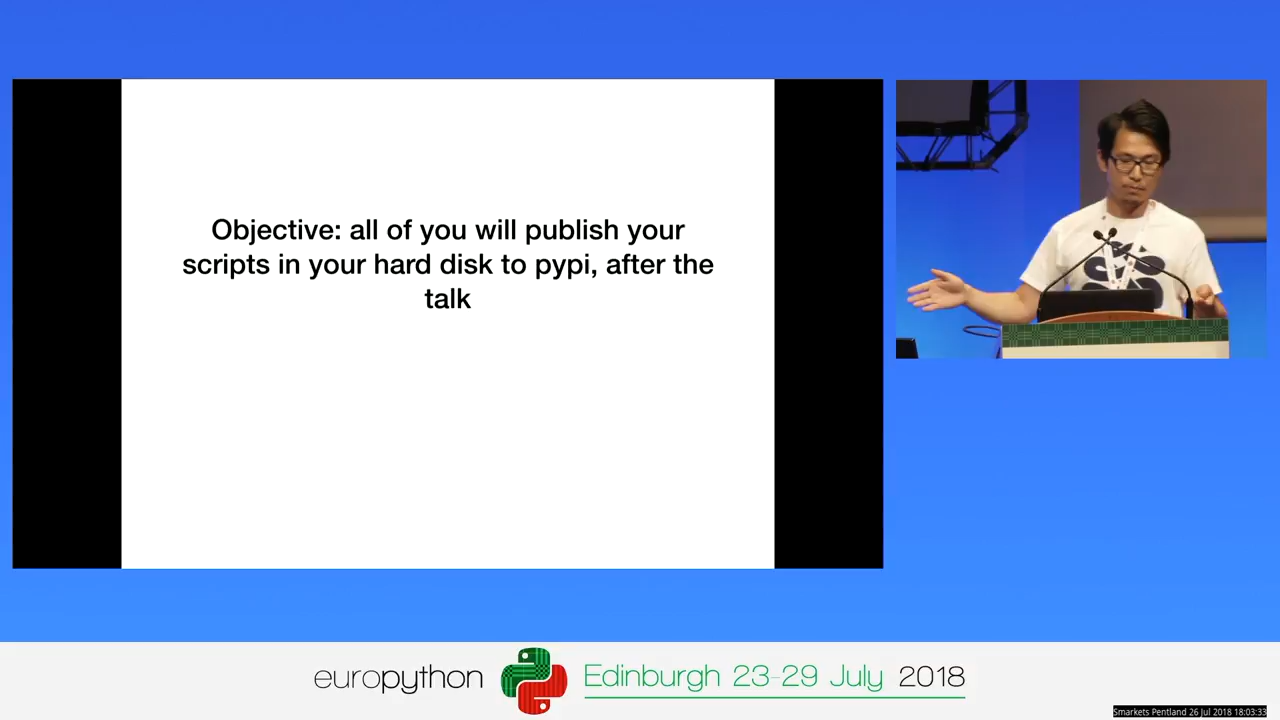 Objective: all of you will publish your
scripts in your hard disk to pypi, after the
talk
europython
Edinburgh 23-29 July 2018
Smarkets Pentland 26 Jul 2018 18:03:33